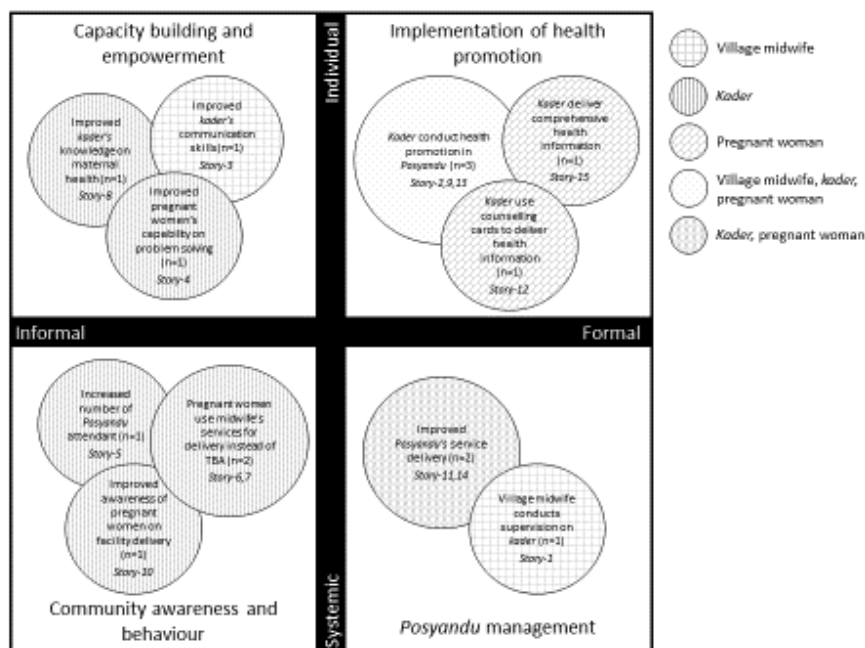 Capacity building and
empowerment
Improved
kader's
knowledge on
maternal
health (n=1)
Story-8
Improved
kader's
communication
skills (n=1)
Story-3
Improved
pregnant
women's
capability on
problem solving
(n=1)
Story-4
Individual
Implementation of health
promotion
Kader conduct health
promotion in
Posyandu (n=3)
Story-2,9,13
Kader deliver
comprehensive
health
information
(n=1)
Story-15
Kader use
counselling
cards to deliver
health
information
(n=1)
Story-12
Village midwife
Kader
Pregnant woman
Village midwife, kader,
pregnant woman
Kader, pregnant woman
Informal
Formal
Increased
number of
Posyandu
attendant (n=1)
Story-5
Pregnant women
use midwife's
services for
delivery instead of
TBA (n=2)
Story-6,7
Improved
awareness of
pregnant
women on
facility delivery
(n=1)
Story-10
Community awareness and
behaviour
Systemic
Improved
Posyandu's service
delivery (n=2)
Story-11,14
Village midwife
conducts
supervision on
kader (n=1)
Story-1
Posyandu management